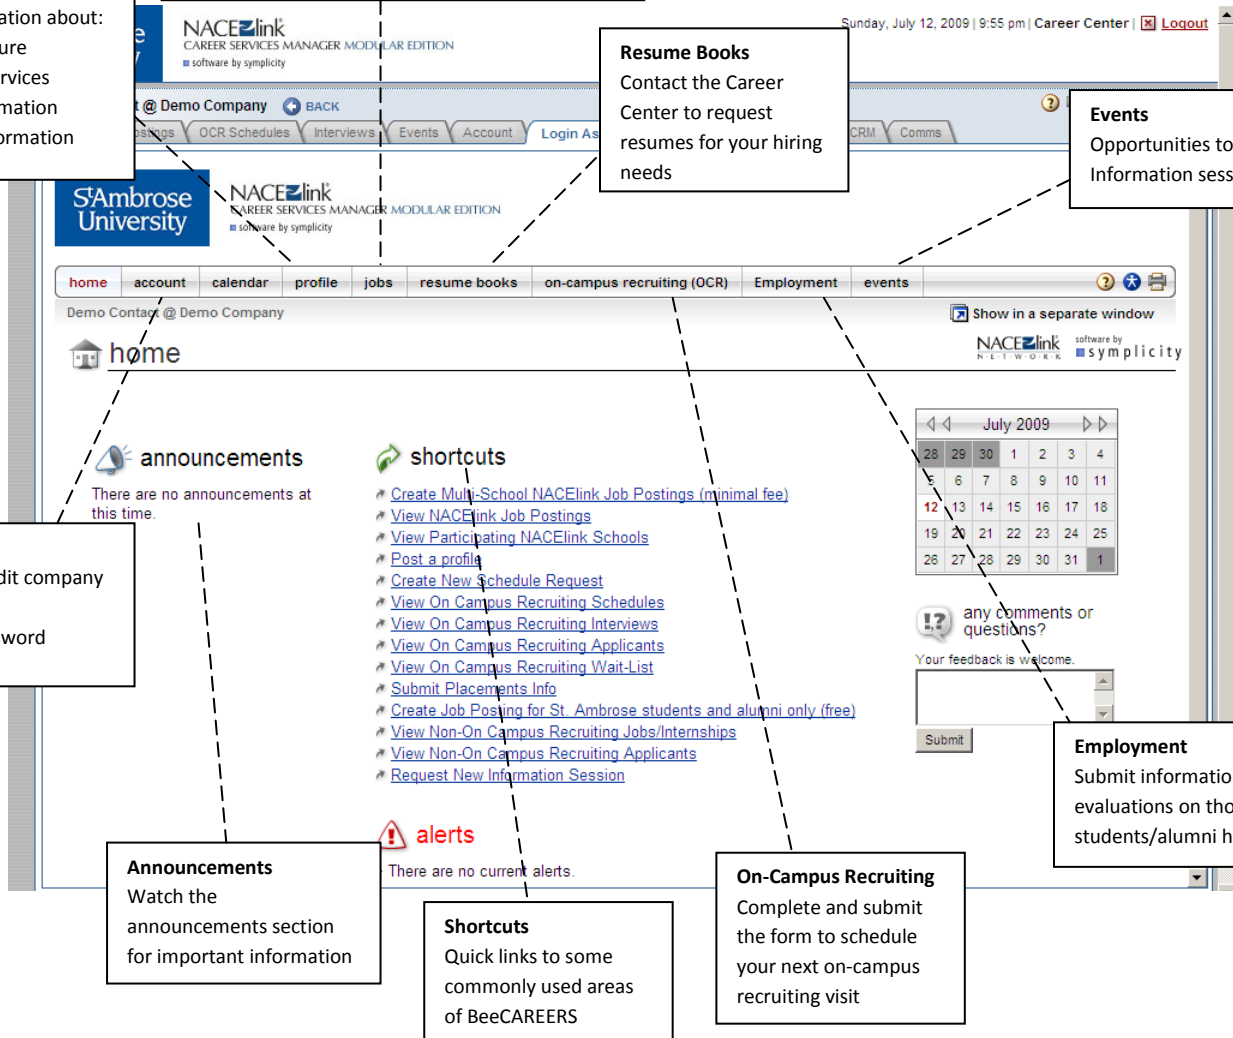 ation about:
ure
rvices
mation
ormation
e
y
NACElink
CAREER SERVICES MANAGER MODULAR EDITION
software by symplicity
Sunday, July 12, 2009 | 9:55 pm | Career Center | Logout
Resume Books
Contact the Career
Center to request
resumes for your hiring
needs
t @ Demo Company BACK
ostings OCR Schedules Interviews Events Account Login As CRM Comms
Events
Opportunities to
Information sess
StAmbrose
University
NACElink
CAREER SERVICES MANAGER MODULAR EDITION
software by symplicity
home account calendar profile jobs resume books on-campus recruiting (OCR) Employment events
Demo Contact @ Demo Company
Show in a separate window
home
NACElink
N·E·T·W·O·R·K
software by
symplicity
announcements
There are no announcements at
this time.
shortcuts
Create Multi-School NACElink Job Postings (minimal fee)
View NACElink Job Postings
View Participating NACElink Schools
Post a profile
Create New Schedule Request
View On Campus Recruiting Schedules
View On Campus Recruiting Interviews
View On Campus Recruiting Applicants
View On Campus Recruiting Wait-List
Submit Placements Info
Create Job Posting for St. Ambrose students and alumni only (free)
View Non-On Campus Recruiting Jobs/Internships
View Non-On Campus Recruiting Applicants
Request New Information Session
alerts
There are no current alerts.
July 2009
28 29 30 1 2 3 4
5 6 7 8 9 10 11
12 13 14 15 16 17 18
19 20 21 22 23 24 25
26 27 28 29 30 31 1
!?
any comments or
questions?
Your feedback is welcome.
Submit
dit company
word
Employment
Submit informatio
evaluations on tho
students/alumni h
Announcements
Watch the
announcements section
for important information
Shortcuts
Quick links to some
commonly used areas
of BeeCAREERS
On-Campus Recruiting
Complete and submit
the form to schedule
your next on-campus
recruiting visit